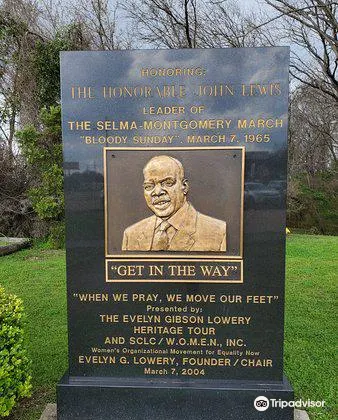 HONORING:
THE HONORABLE JOHN LEWIS
LEADER OF
THE SELMA-MONTGOMERY MARCH
"BLOODY SUNDAY", MARCH 7, 1965
"GET IN THE WAY"
"WHEN WE PRAY, WE MOVE OUR FEET"
Presented by:
THE EVELYN GIBSON LOWERY
HERITAGE TOUR
AND SCLC/W.O.M.E.N., INC.
Women's Organizational Movement for Equality Now
EVELYN G. LOWERY, FOUNDER/CHAIR
March 7, 2004
Tripadvisor